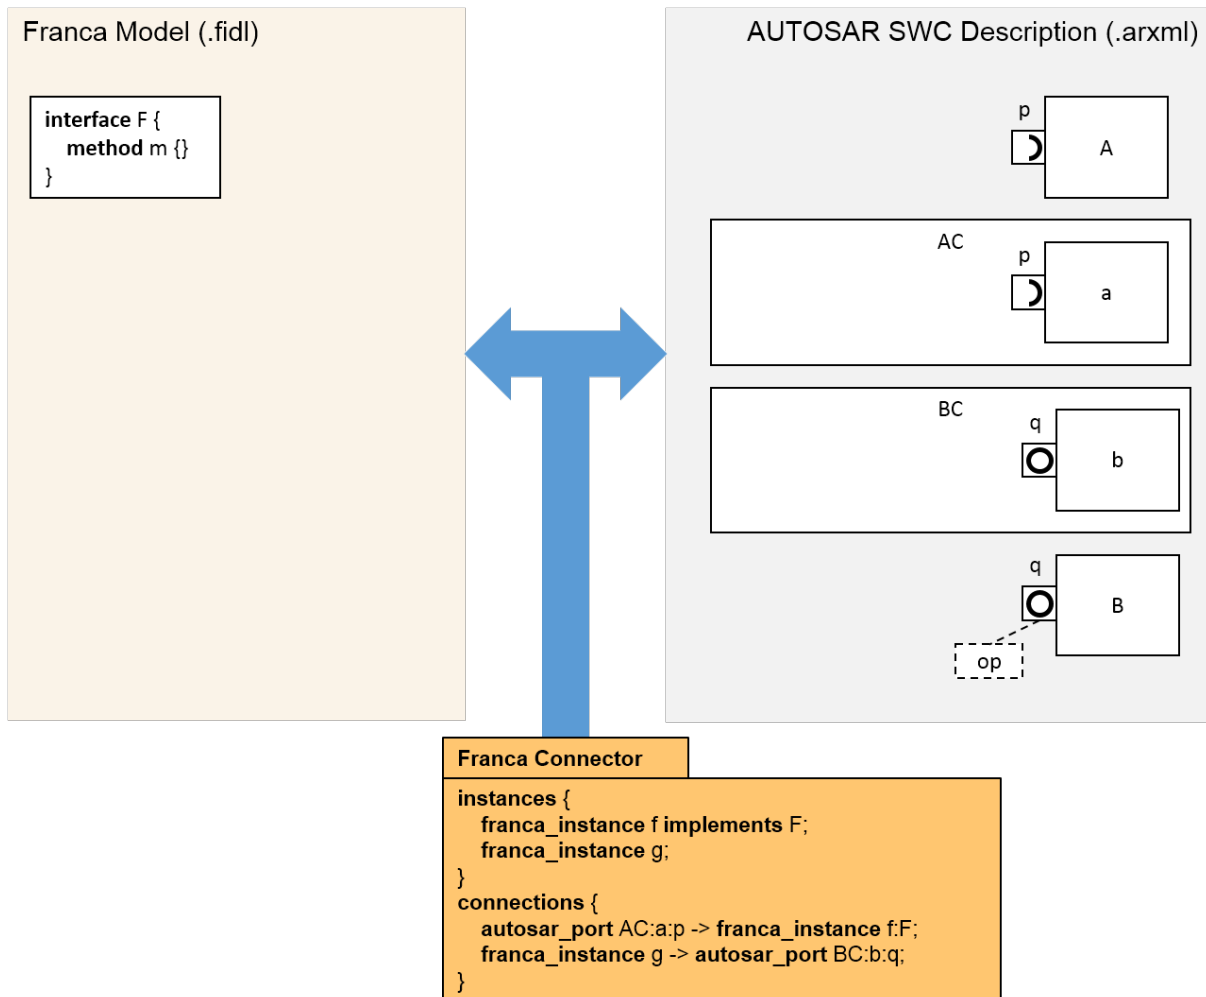 Franca Model (.fidl)
interface F {
method m {}
}
AUTOSAR SWC Description (.arxml)
p
A
AC
p
a
BC
q
b
q
B
op
Franca Connector
instances {
franca_instance f implements F;
franca_instance g;
}
connections {
autosar_port AC:a:p -> franca_instance f:F;
franca_instance g -> autosar_port BC:b:q;
}